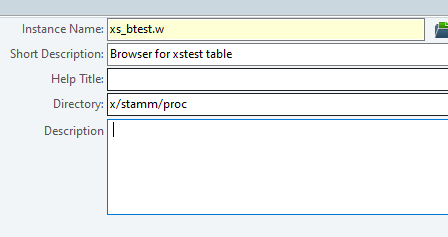 Instance Name: xs_btest.w
Short Description: Browser for xstest table
Help Title:
Directory: x/stamm/proc
Description